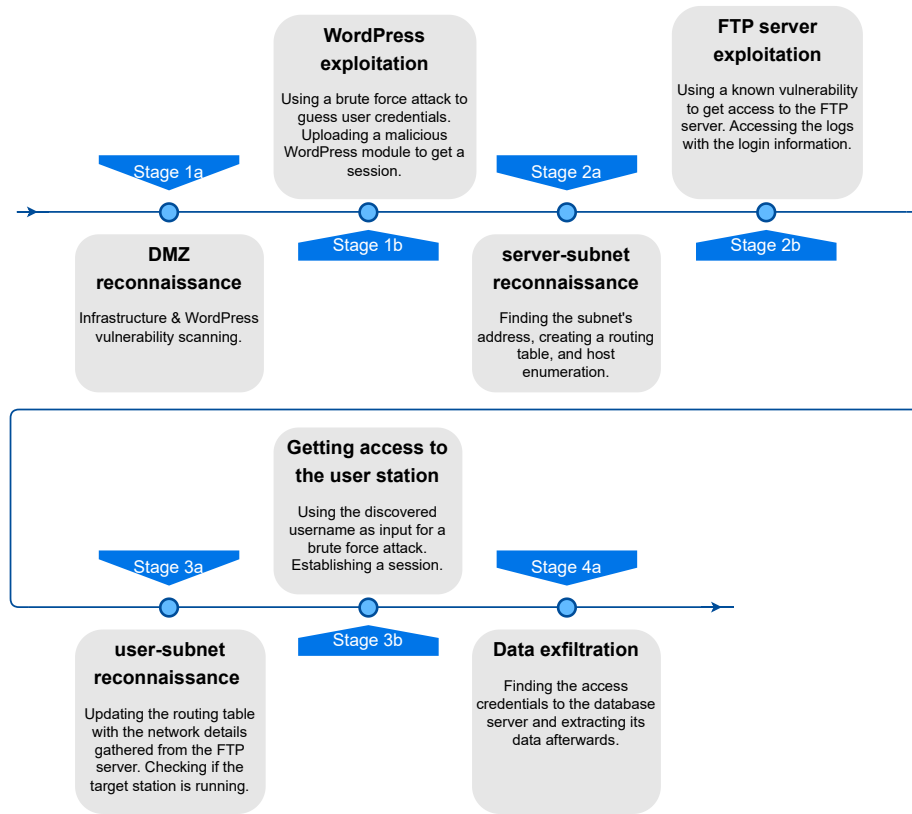 WordPress
exploitation
Using a brute force attack to
guess user credentials.
Uploading a malicious
WordPress module to get a
session.
FTP server
exploitation
Using a known vulnerability
to get access to the FTP
server. Accessing the logs
with the login information.
Stage 1a
Stage 2a
DMZ
reconnaissance
Infrastructure & WordPress
vulnerability scanning.
Stage 1b
server-subnet
reconnaissance
Finding the subnet's
address, creating a routing
table, and host
enumeration.
Stage 2b
Getting access to
the user station
Using the discovered
username as input for a
brute force attack.
Establishing a session.
Stage 3a
Stage 4a
user-subnet
reconnaissance
Updating the routing table
with the network details
gathered from the FTP
server. Checking if the
target station is running.
Stage 3b
Data exfiltration
Finding the access
credentials to the database
server and extracting its
data afterwards.